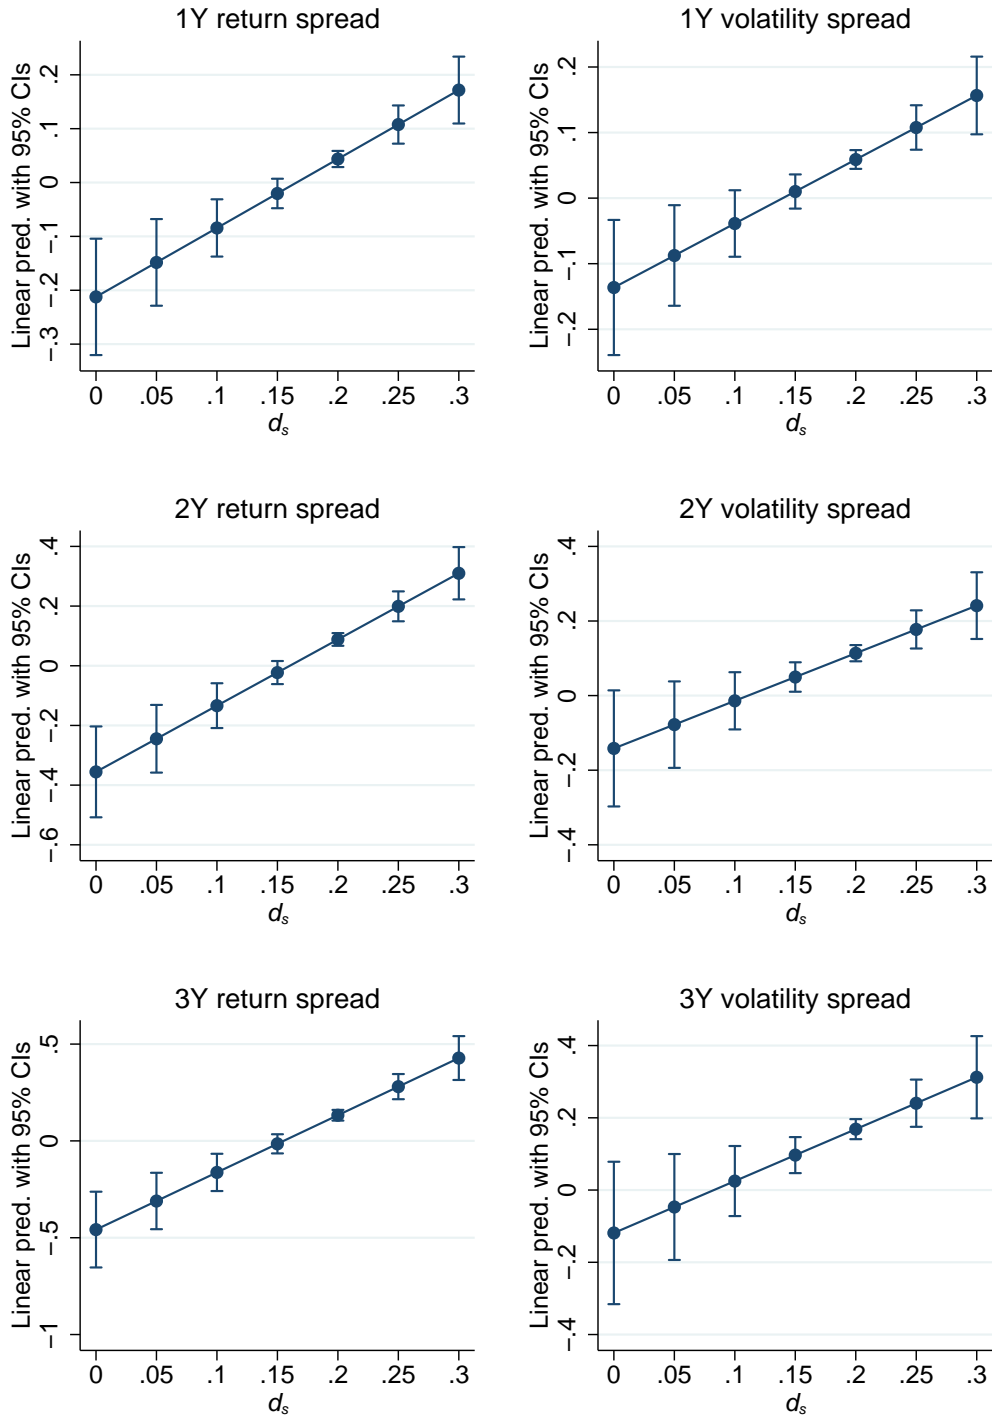 1Y return spread
Linear pred. with 95% CIs
.2
.1
0
−.1
−.2
−.3
0 .05 .1 .15 .2 .25 .3
ds
1Y volatility spread
Linear pred. with 95% CIs
.2
.1
0
−.1
−.2
0 .05 .1 .15 .2 .25 .3
ds
2Y return spread
Linear pred. with 95% CIs
.4
.2
0
−.2
−.4
−.6
0 .05 .1 .15 .2 .25 .3
ds
2Y volatility spread
Linear pred. with 95% CIs
.4
.2
0
−.2
−.4
0 .05 .1 .15 .2 .25 .3
ds
3Y return spread
Linear pred. with 95% CIs
.5
0
−.5
−1
0 .05 .1 .15 .2 .25 .3
ds
3Y volatility spread
Linear pred. with 95% CIs
.4
.2
0
−.2
−.4
0 .05 .1 .15 .2 .25 .3
ds